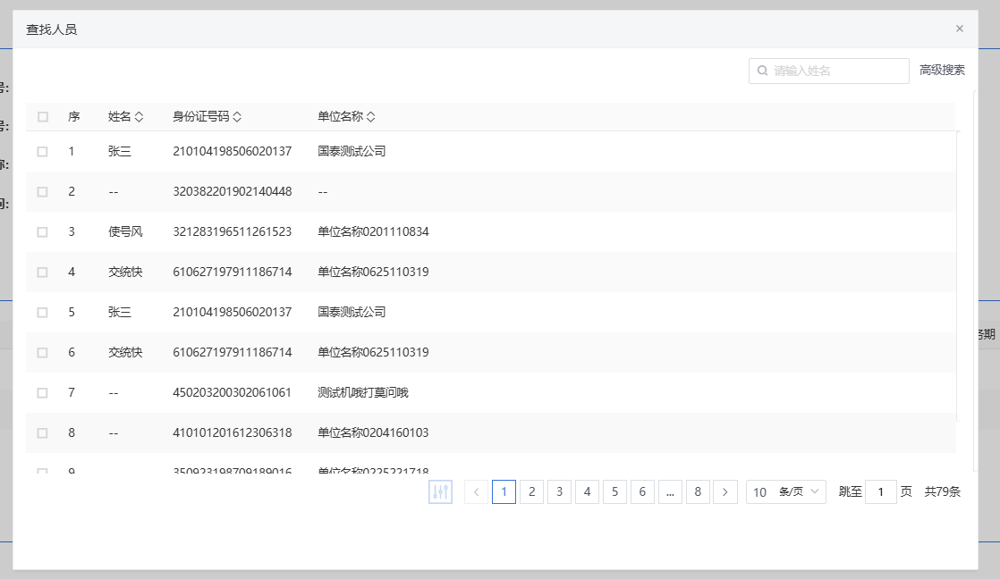 查找人员 ×
请输入姓名 高级搜索
序 姓名 身份证号码 单位名称
1 张三 210104198506020137 国泰测试公司
2 -- 320382201902140448 --
3 使号风 321283196511261523 单位名称0201110834
4 交统快 610627197911186714 单位名称0625110319
5 张三 210104198506020137 国泰测试公司
6 交统快 610627197911186714 单位名称0625110319
7 -- 450203200302061061 测试机哦打莫问哦
8 -- 410101201612306318 单位名称0204160103
9 350923198709189016 单位名称0225221718
1 2 3 4 5 6 ... 8 10 条/页 跳至 1 页 共79条
号:
号:
称:
间:
务期